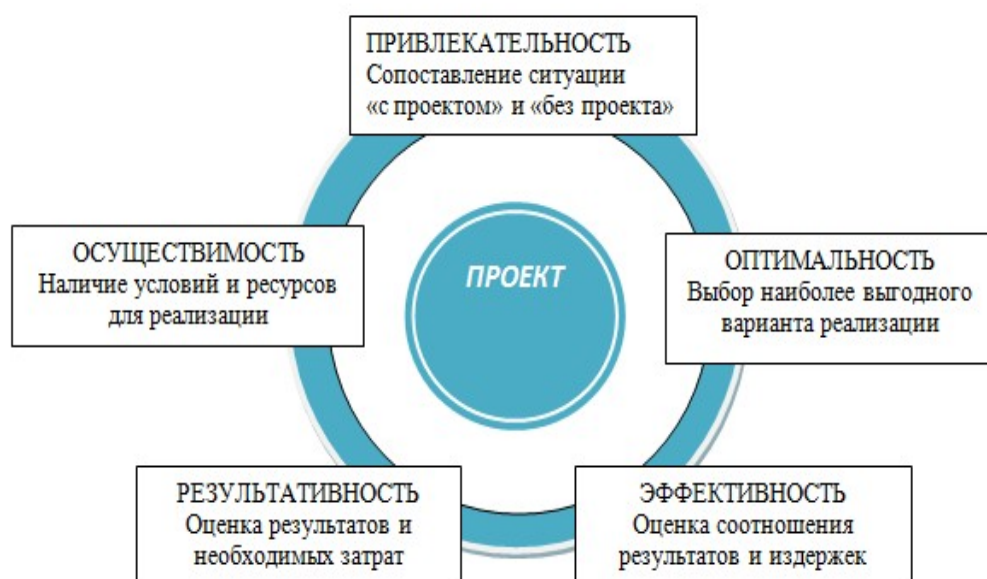 ПРИВЛЕКАТЕЛЬНОСТЬ
Сопоставление ситуации
«с проектом» и «без проекта»
ОСУЩЕСТВИМОСТЬ
Наличие условий и ресурсов
для реализации
ПРОЕКТ
ОПТИМАЛЬНОСТЬ
Выбор наиболее выгодного
варианта реализации
РЕЗУЛЬТАТИВНОСТЬ
Оценка результатов и
необходимых затрат
ЭФФЕКТИВНОСТЬ
Оценка соотношения
результатов и издержек